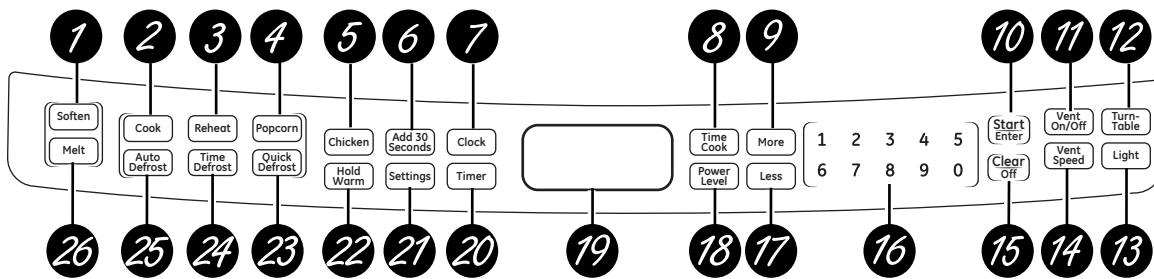 1 2 3 4 5 6 7 8 9 10 11 12
Soften
Melt
Cook
Auto
Defrost
Reheat
Time
Defrost
Popcorn
Quick
Defrost
Chicken
Hold
Warm
Add 30
Seconds
Settings
Clock
Timer
Time
Cook
Power
Level
More
Less
1 2 3 4 5
6 7 8 9 0
Start
Enter
Clear
Off
Vent
On/Off
Vent
Speed
Turn-
Table
Light
26 25 24 23 22 21 20 19 18 17 16 15 14 13